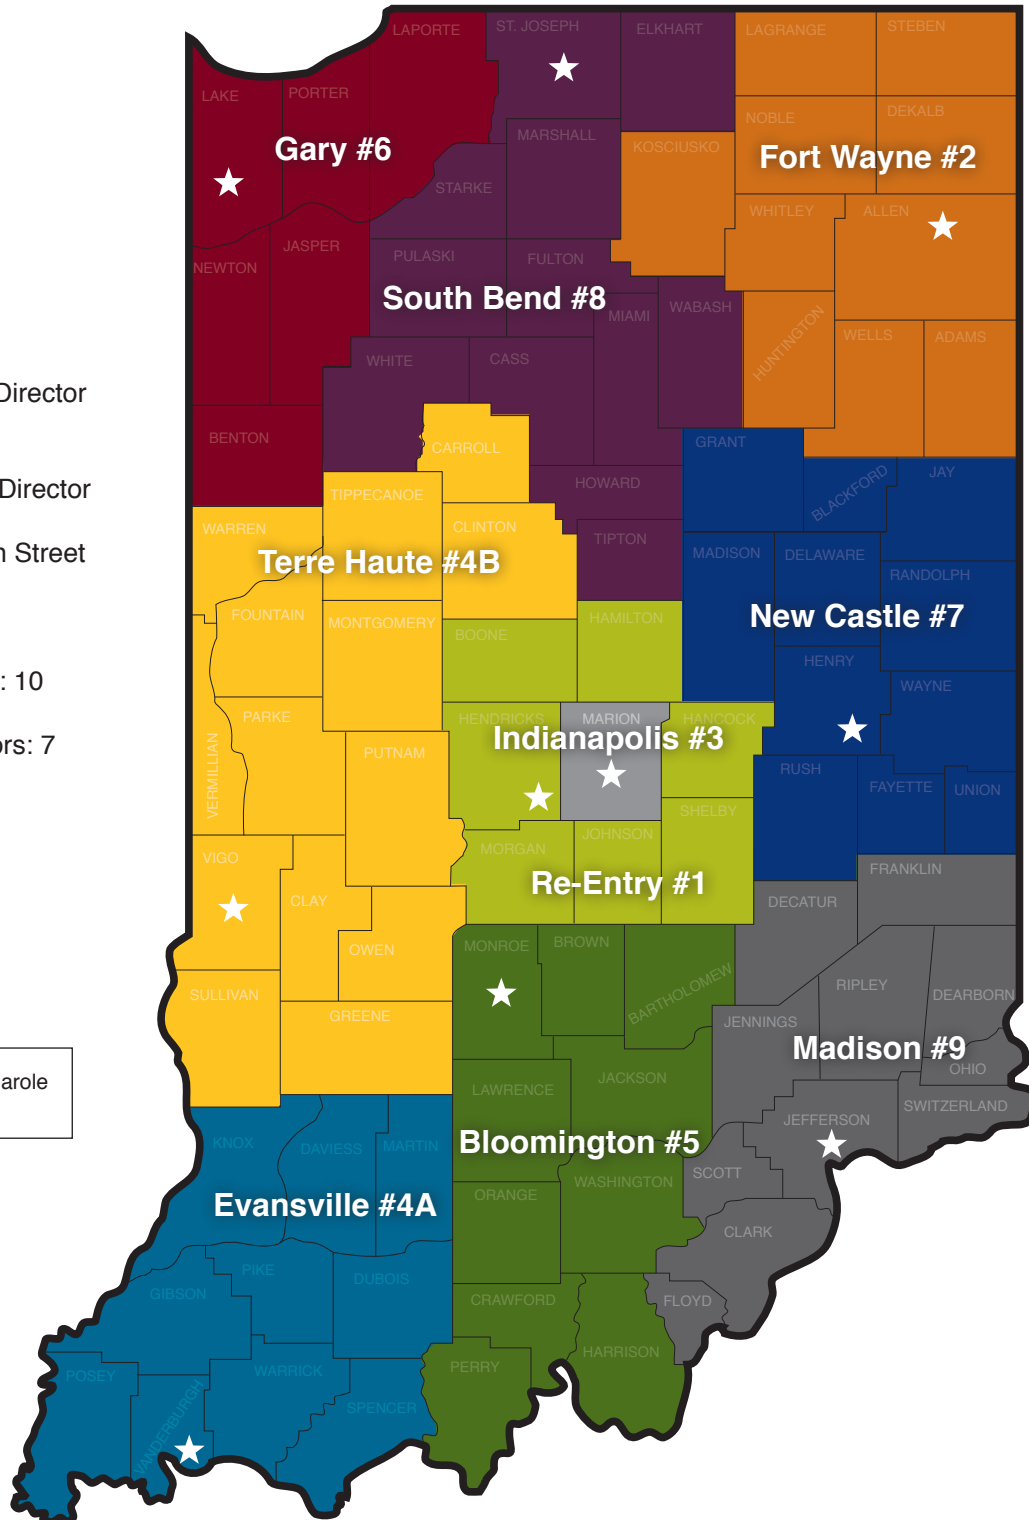 LAPORTE
ST. JOSEPH
ELKHART
LAGRANGE
STEBEN
LAKE
PORTER
NOBLE
DEKALB
MARSHALL
KOSCIUSKO
Gary #6
Fort Wayne #2
STARKE
WHITLEY
ALLEN
JASPER
NEWTON
PULASKI
FULTON
South Bend #8
MIAMI
WABASH
HUNTINGTON
WELLS
ADAMS
WHITE
CASS
Director
BENTON
CARROLL
GRANT
JAY
Director
TIPPECANOE
HOWARD
BLACKFORD
WARREN
CLINTON
TIPTON
MADISON
DELAWARE
n Street
Terre Haute #4B
RANDOLPH
FOUNTAIN
MONTGOMERY
BOONE
HAMILTON
New Castle #7
HENRY
: 10
WAYNE
PARKE
HENDRICKS
MARION
HANCOCK
Indianapolis #3
ors: 7
VERMILLIAN
PUTNAM
RUSH
FAYETTE
UNION
SHELBY
JOHNSON
MORGAN
VIGO
FRANKLIN
Re-Entry #1
CLAY
DECATUR
OWEN
MONROE
BROWN
BARTHOLOMEW
SULLIVAN
GREENE
RIPLEY
DEARBORN
JENNINGS
Madison #9
OHIO
arole
LAWRENCE
JACKSON
SWITZERLAND
JEFFERSON
KNOX
DAVIESS
MARTIN
Bloomington #5
SCOTT
WASHINGTON
ORANGE
Evansville #4A
CLARK
PIKE
DUBOIS
GIBSON
CRAWFORD
FLOYD
HARRISON
POSEY
WARRICK
PERRY
VANDERBURGH
SPENCER